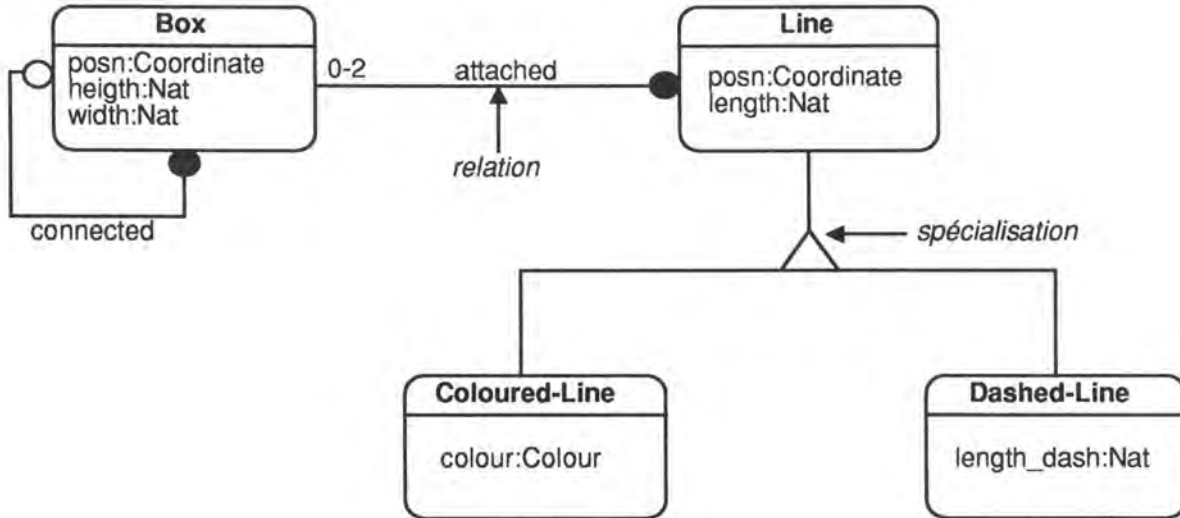 Box
posn:Coordinate
heigth:Nat
width:Nat
connected
0-2
attached
relation
Line
posn:Coordinate
length:Nat
spécialisation
Coloured-Line
colour:Colour
Dashed-Line
length_dash:Nat